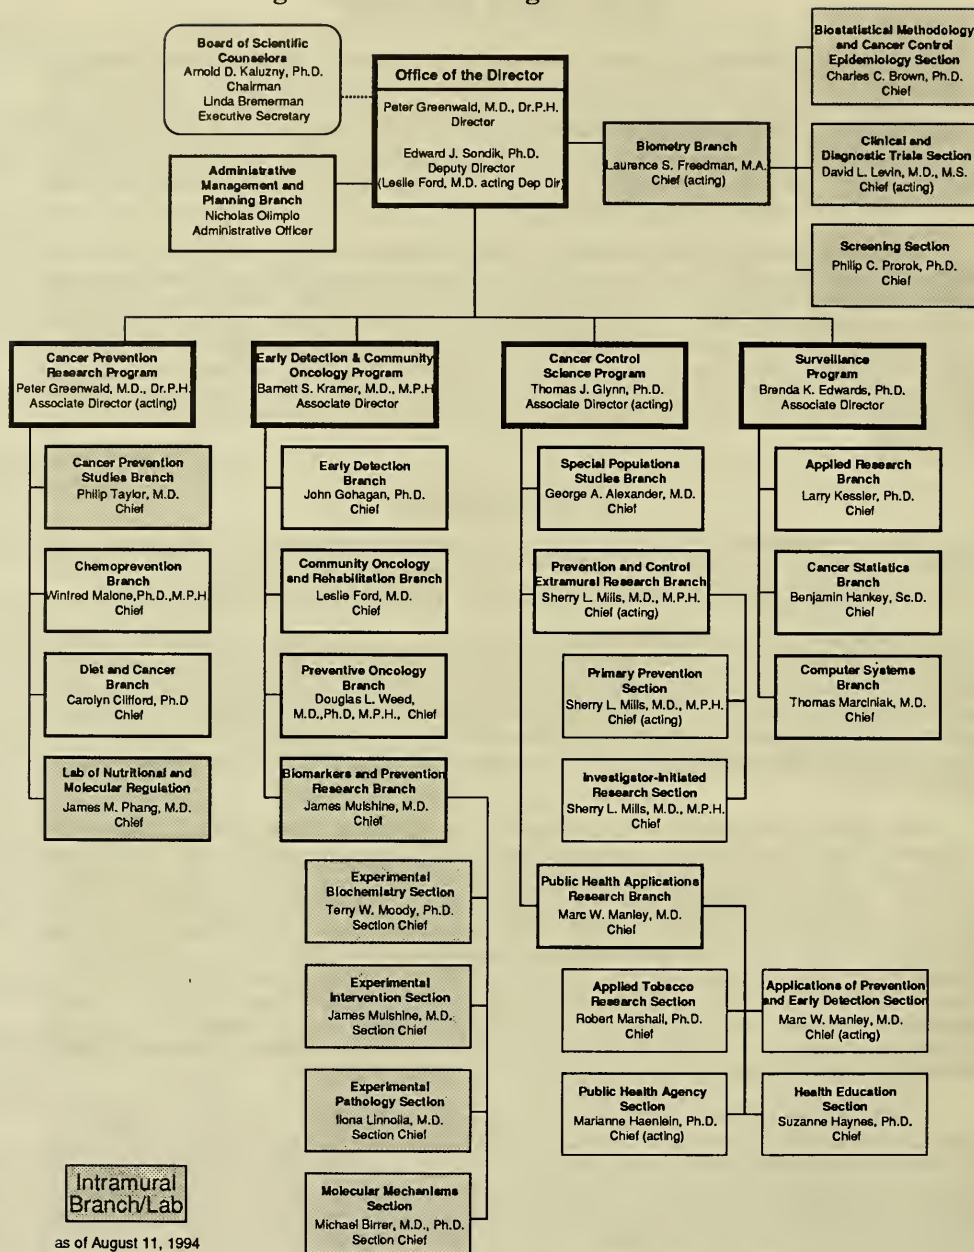 Board of Scientific
Counselors
Arnold D. Kaluzny, Ph.D.
Chairman
Linda Bremerman
Executive Secretary
Office of the Director
Peter Greenwald, M.D., Dr.P.H.
Director
Edward J. Sondik, Ph.D.
Deputy Director
(Leslie Ford, M.D. acting Dep Dir)
Administrative
Management and
Planning Branch
Nicholas Olimpio
Administrative Officer
Biometry Branch
Laurence S. Freedman, M.A.
Chief (acting)
Biostatistical Methodology
and Cancer Control
Epidemiology Section
Charles C. Brown, Ph.D.
Chief
Clinical and
Diagnostic Trials Section
David L. Levin, M.D., M.S.
Chief (acting)
Screening Section
Philip C. Prorok, Ph.D.
Chief
Cancer Prevention
Research Program
Peter Greenwald, M.D., Dr.P.H.
Associate Director (acting)
Cancer Prevention
Studies Branch
Philip Taylor, M.D.
Chief
Chemoprevention
Branch
Winfred Malone,Ph.D.,M.P.H.
Chief
Diet and Cancer
Branch
Carolyn Clifford, Ph.D
Chief
Lab of Nutritional and
Molecular Regulation
James M. Phang, M.D.
Chief
Early Detection & Community
Oncology Program
Barnett S. Kramer, M.D., M.P.H
Associate Director
Early Detection
Branch
John Gohagan, Ph.D.
Chief
Community Oncology
and Rehabilitation Branch
Leslie Ford, M.D.
Chief
Preventive Oncology
Branch
Douglas L. Weed,
M.D.,Ph.D, M.P.H., Chief
Biomarkers and Prevention
Research Branch
James Mulshine, M.D.
Chief
Experimental
Biochemistry Section
Terry W. Moody, Ph.D.
Section Chief
Experimental
Intervention Section
James Mulshine, M.D.
Section Chief
Experimental
Pathology Section
Ilona Linnoila, M.D.
Section Chief
Molecular Mechanisms
Section
Michael Birrer, M.D., Ph.D.
Section Chief
Cancer Control
Science Program
Thomas J. Glynn, Ph.D.
Associate Director (acting)
Special Populations
Studies Branch
George A. Alexander, M.D.
Chief
Prevention and Control
Extramural Research Branch
Sherry L. Mills, M.D., M.P.H.
Chief (acting)
Primary Prevention
Section
Sherry L. Mills, M.D., M.P.H.
Chief (acting)
Investigator-Initiated
Research Section
Sherry L. Mills, M.D., M.P.H.
Chief
Public Health Applications
Research Branch
Marc W. Manley, M.D.
Chief
Applied Tobacco
Research Section
Robert Marshall, Ph.D.
Chief
Applications of Prevention
and Early Detection Section
Marc W. Manley, M.D.
Chief (acting)
Public Health Agency
Section
Marianne Haenlein, Ph.D.
Chief (acting)
Health Education
Section
Suzanne Haynes, Ph.D.
Chief
Surveillance
Program
Brenda K. Edwards, Ph.D.
Associate Director
Applied Research
Branch
Larry Kessler, Ph.D.
Chief
Cancer Statistics
Branch
Benjamin Hankey, Sc.D.
Chief
Computer Systems
Branch
Thomas Marciniak, M.D.
Chief
Intramural
Branch/Lab
as of August 11, 1994